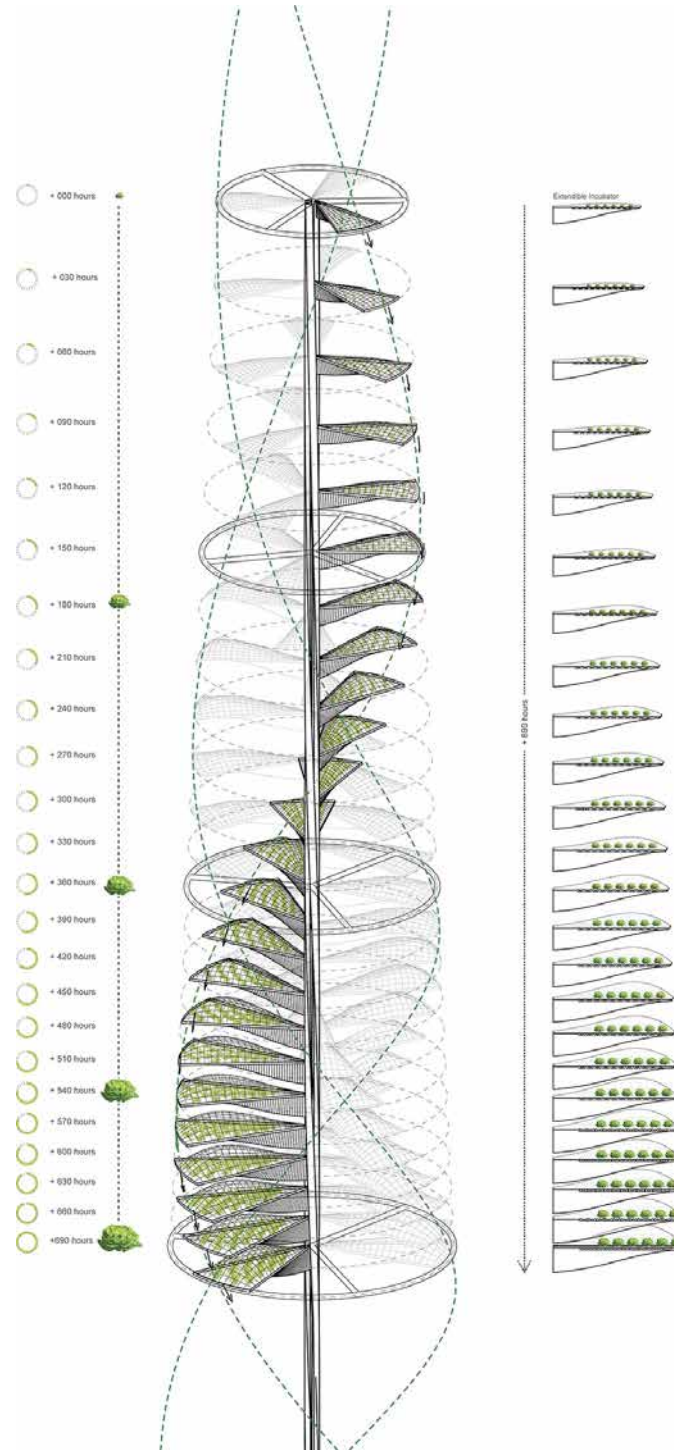 + 000 hours
Extendible Incubator
+ 030 hours
+ 060 hours
+ 090 hours
+ 120 hours
+ 150 hours
+ 180 hours
+ 210 hours
+ 240 hours
+ 270 hours
+ 300 hours
+ 330 hours
+ 360 hours
+ 390 hours
+ 420 hours
+ 450 hours
+ 480 hours
+ 510 hours
+ 540 hours
+ 570 hours
+ 600 hours
+ 630 hours
+ 660 hours
+690 hours
+ 690 hours